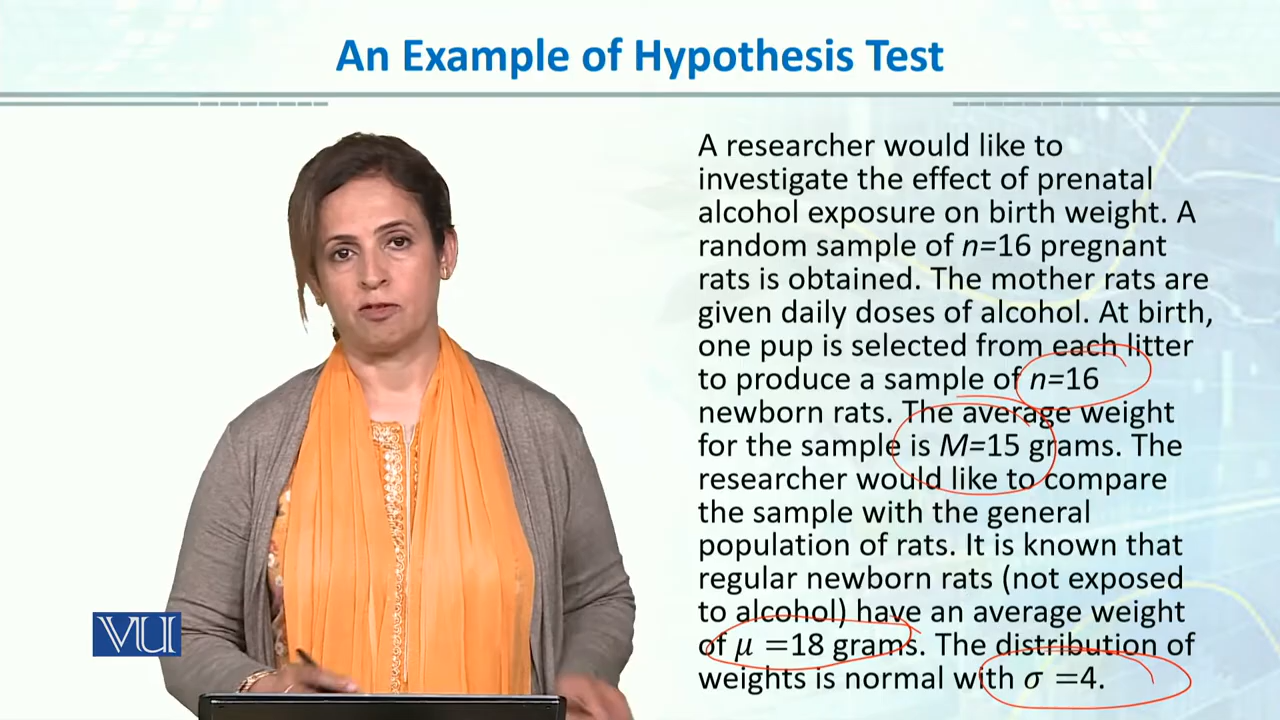 An Example of Hypothesis Test
A researcher would like to
investigate the effect of prenatal
alcohol exposure on birth weight. A
random sample of n=16 pregnant
rats is obtained. The mother rats are
given daily doses of alcohol. At birth,
one pup is selected from each litter
to produce a sample of n=16
newborn rats. The average weight
for the sample is M=15 grams. The
researcher would like to compare
the sample with the general
population of rats. It is known that
regular newborn rats (not exposed
to alcohol) have an average weight
of μ =18 grams. The distribution of
weights is normal with σ =4.
VU